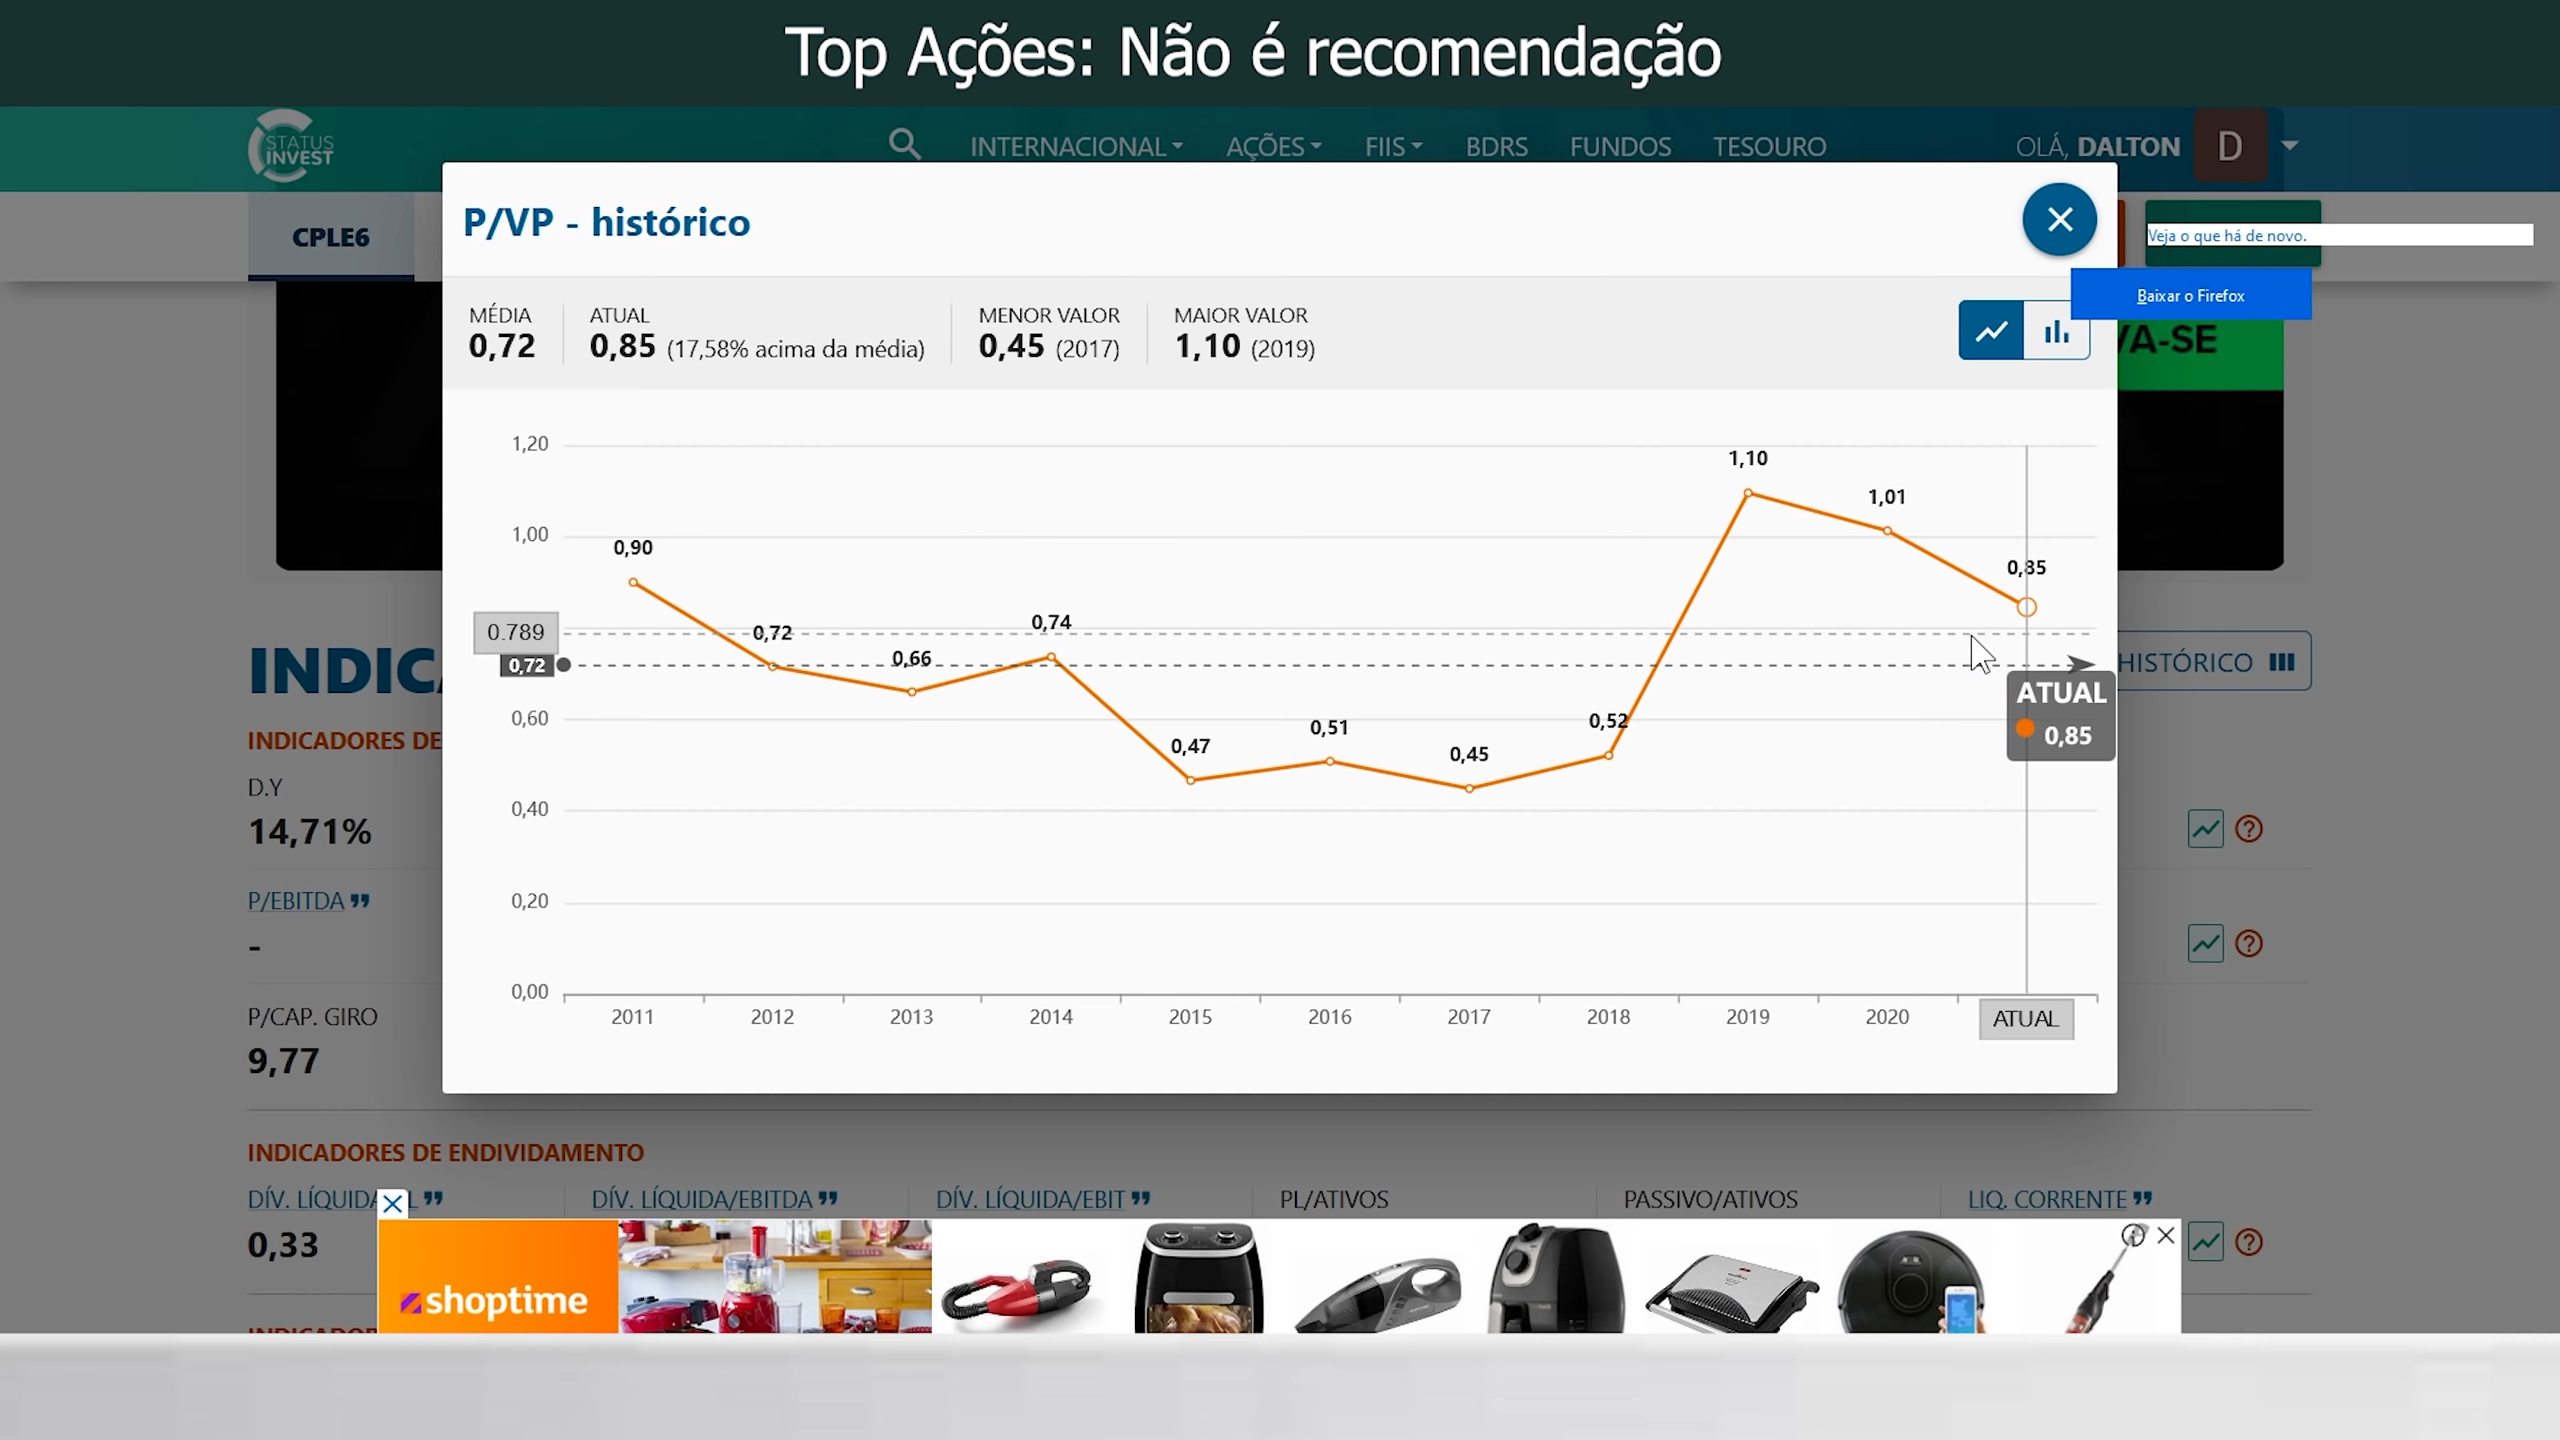 Top Ações: Não é recomendação
STATUS INVEST
INTERNACIONAL
AÇÕES
FIIS
BDRS
FUNDOS
TESOURO
OLÁ, DALTON
D
CPLE6
P/VP - histórico
Veja o que há de novo.
Baixar o Firefox
MÉDIA
0,72
ATUAL
0,85 (17,58% acima da média)
MENOR VALOR
0,45 (2017)
MAIOR VALOR
1,10 (2019)
VA-SE
1,20
1,00
0.789
0,72
0,60
0,40
0,20
0,00
0,90
0,72
0,66
0,74
0,47
0,51
0,45
0,52
1,10
1,01
0,85
ATUAL
0,85
2011
2012
2013
2014
2015
2016
2017
2018
2019
2020
ATUAL
HISTÓRICO
INDICADORES DE
D.Y
14,71%
P/EBITDA
-
P/CAP. GIRO
9,77
INDICADORES DE ENDIVIDAMENTO
DÍV. LÍQUIDA
0,33
DÍV. LÍQUIDA/EBITDA
DÍV. LÍQUIDA/EBIT
PL/ATIVOS
PASSIVO/ATIVOS
LIQ. CORRENTE
shoptime